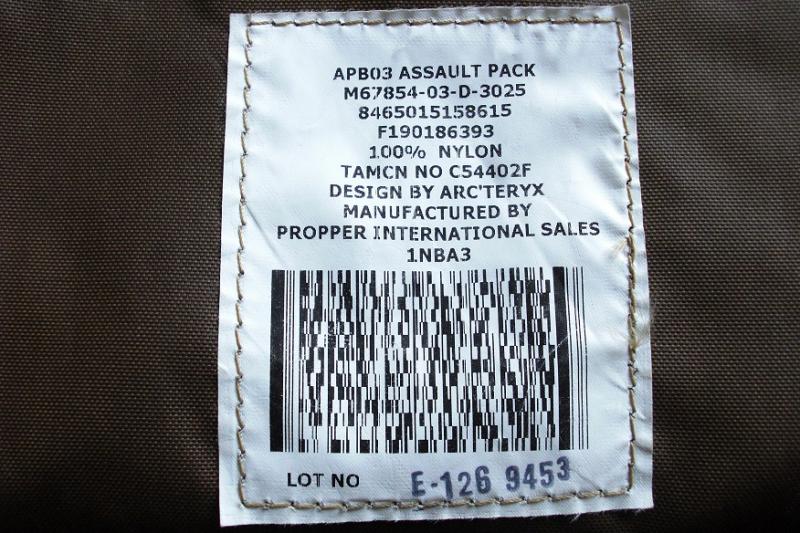 APB03 ASSAULT PACK
M67854-03-D-3025
8465015158615
F190186393
100% NYLON
TAMCN NO C54402F
DESIGN BY ARC'TERYX
MANUFACTURED BY
PROPPER INTERNATIONAL SALES
1NBA3
LOT NO E-126 9453